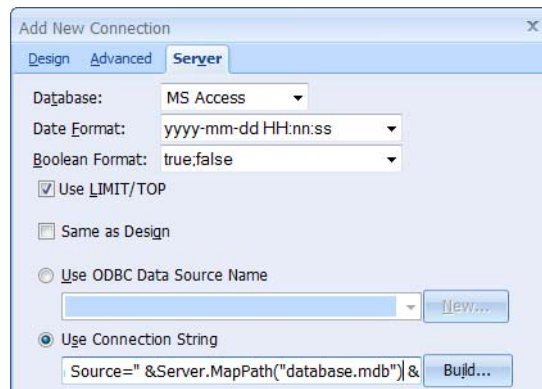 Add New Connection x
Design Advanced Server
Database: MS Access
Date Format: yyyy-mm-dd HH:nn:ss
Boolean Format: true;false
Use LIMIT/TOP
Same as Design
Use ODBC Data Source Name
New...
Use Connection String
Source=" &Server.MapPath("database.mdb") & Build...